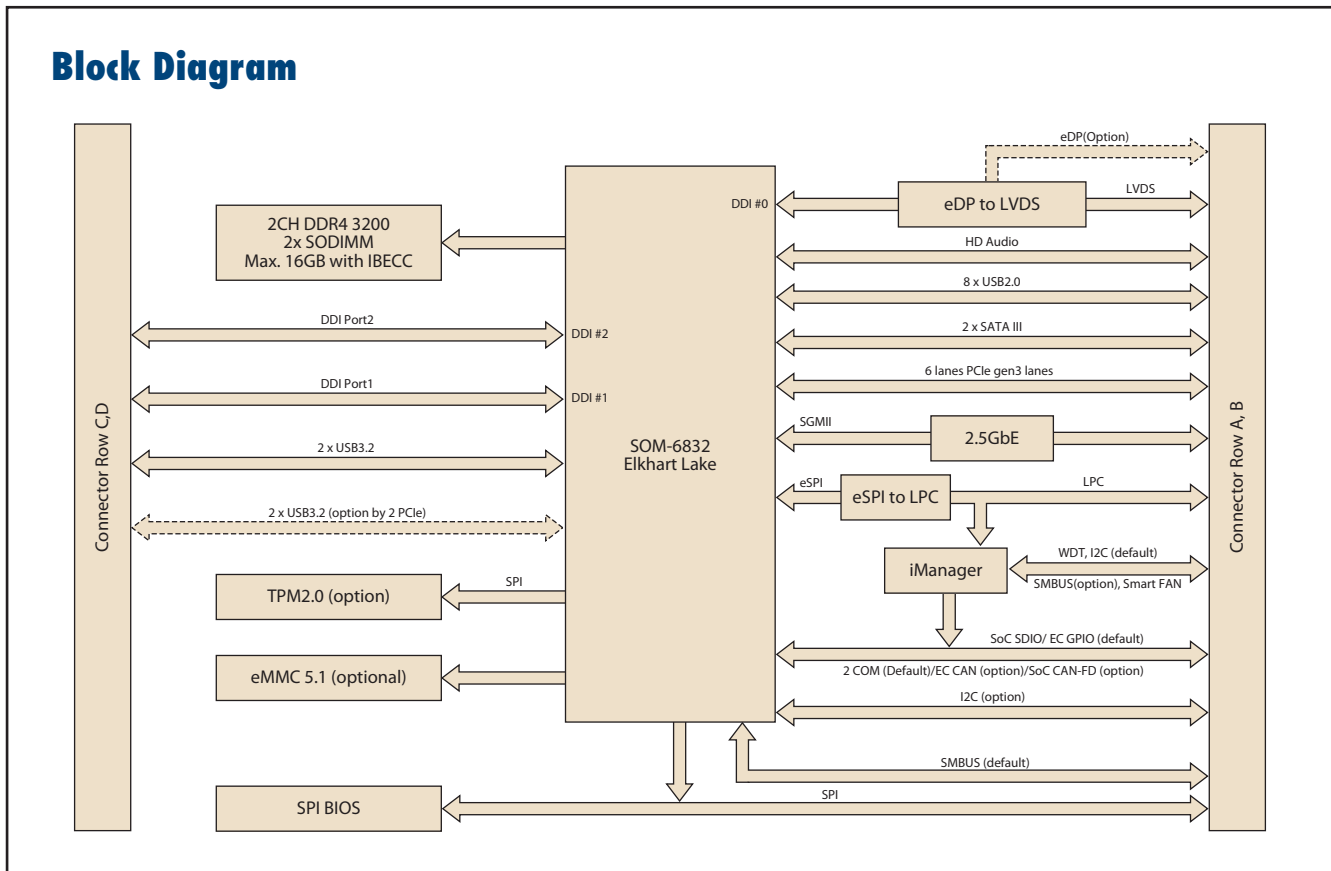 Block Diagram
Connector Row C,D
2CH DDR4 3200
2x SODIMM
Max. 16GB with IBECC
DDI Port2
DDI #2
DDI Port1
DDI #1
2 x USB3.2
2 x USB3.2 (option by 2 PCIe)
TPM2.0 (option)
SPI
eMMC 5.1 (optional)
SPI BIOS
SOM-6832
Elkhart Lake
eDP(Option)
DDI #0
eDP to LVDS
LVDS
HD Audio
8 x USB2.0
2 x SATA III
6 lanes PCIe gen3 lanes
SGMII
2.5GbE
eSPI
eSPI to LPC
LPC
iManager
WDT, I2C (default)
SMBUS(option), Smart FAN
SoC SDIO/ EC GPIO (default)
2 COM (Default)/EC CAN (option)/SoC CAN-FD (option)
I2C (option)
SMBUS (default)
SPI
Connector Row A, B